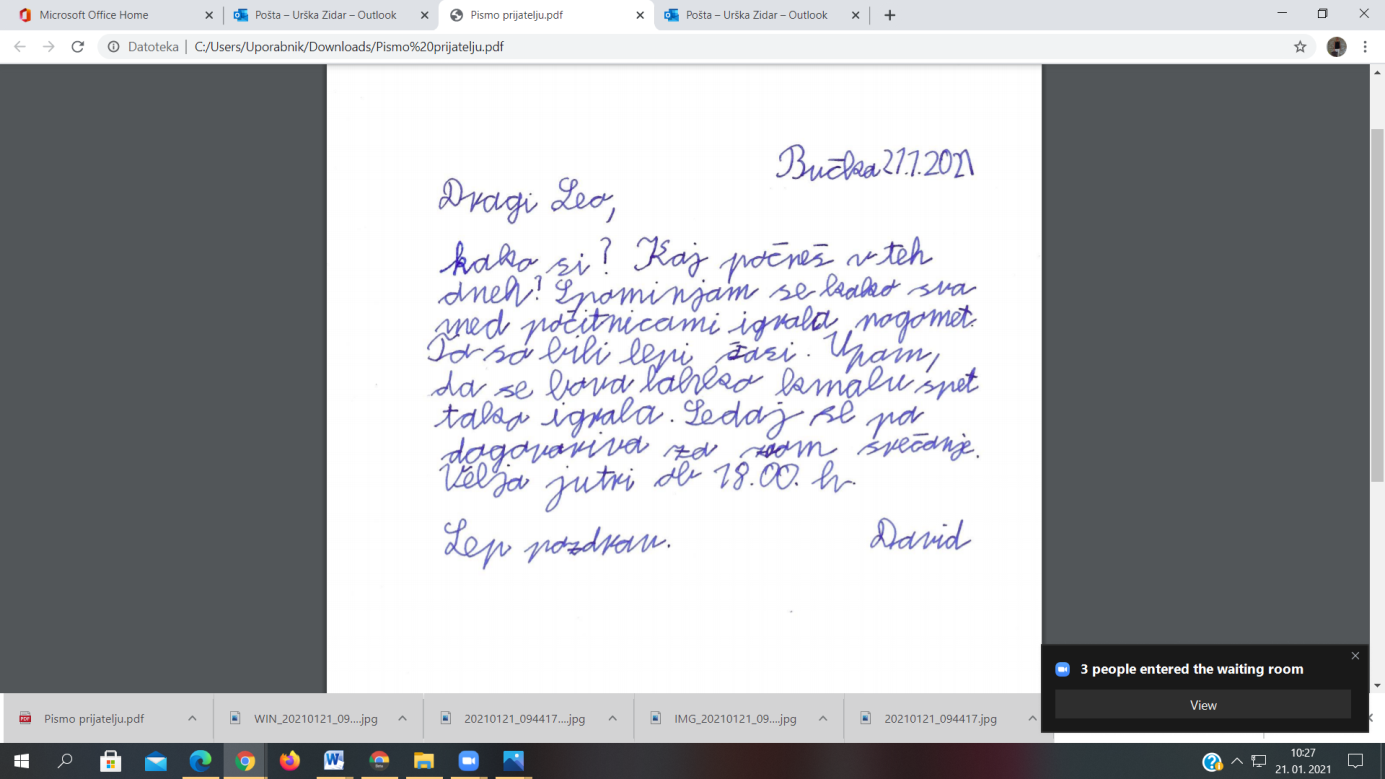 Microsoft Office Home
Pošta – Urška Zidar – Outlook
Pismo prijatelju.pdf
Pošta – Urška Zidar – Outlook
Datoteka | C:/Users/Uporabnik/Downloads/Pismo%20prijatelju.pdf
Bučka 21.1.2021
Dragi Leo,
kako si? Kaj počneš v teh
dneh? Spominjam se kako sva
med počitnicami igrala nogomet.
To so bili lepi časi. Upam,
da se bova lahko kmalu spet
tako igrala. Sedaj se pa
dogovoriva za zoom srečanje.
Velja jutri ob 18.00. h.
Lep pozdrav.
David
3 people entered the waiting room
View
Pismo prijatelju.pdf
WIN_20210121_09....jpg
20210121_094417....jpg
IMG_20210121_09....jpg
20210121_094417.jpg
10:27
21. 01. 2021